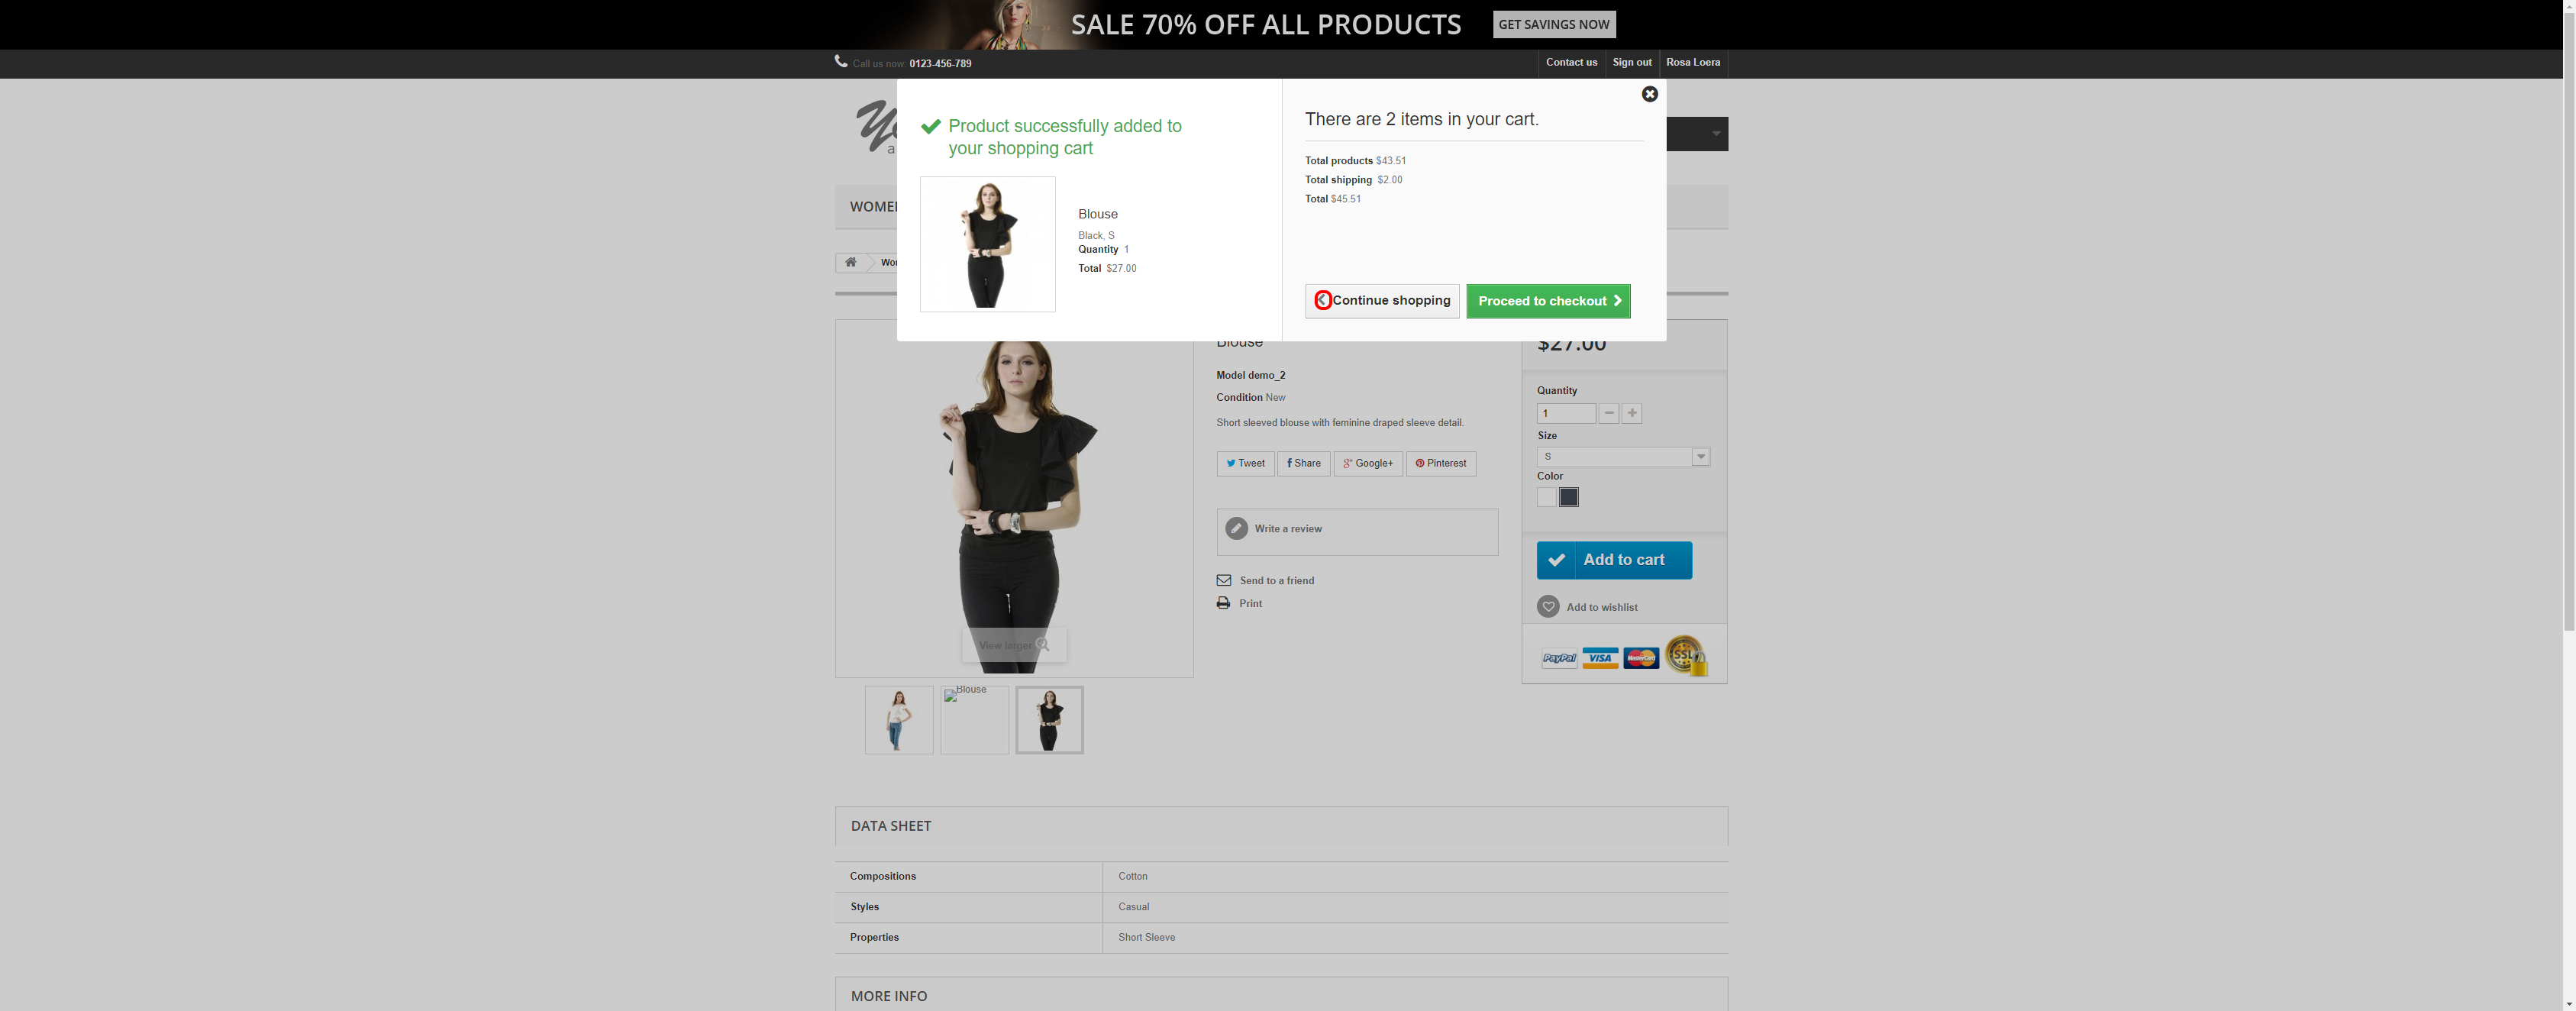 SALE 70% OFF ALL PRODUCTS GET SAVINGS NOW
Call us now: 0123-456-789 Contact us Sign out Rosa Loera
Product successfully added to
your shopping cart
Blouse
Black, S
Quantity 1
Total $27.00
There are 2 items in your cart.
Total products $43.51
Total shipping $2.00
Total $45.51
Continue shopping Proceed to checkout
Blouse
Model demo_2
Condition New
Short sleeved blouse with feminine draped sleeve detail.
Tweet Share Google+ Pinterest
Write a review
Send to a friend
Print
$27.00
Quantity
1
Size
S
Color
Add to cart
Add to wishlist
PayPal VISA MasterCard SSL
View larger
Blouse
DATA SHEET
Compositions Cotton
Styles Casual
Properties Short Sleeve
MORE INFO